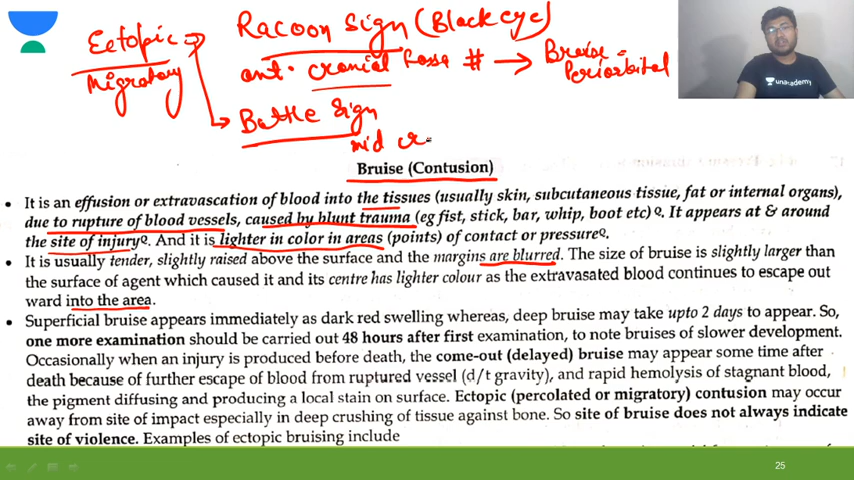 Racoon Sign (Black eye)
Ectopic
Migratory
ant. cranial fossa # → Bruise - Periorbital
Battle Sign
mid cr
unacademy
Bruise (Contusion)
• It is an effusion or extravascation of blood into the tissues (usually skin, subcutaneous tissue, fat or internal organs),
due to rupture of blood vessels, caused by blunt trauma (eg fist, stick, bar, whip, boot etc)Q. It appears at & around
the site of injuryQ. And it is lighter in color in areas (points) of contact or pressureQ.
• It is usually tender, slightly raised above the surface and the margins are blurred. The size of bruise is slightly larger than
the surface of agent which caused it and its centre has lighter colour as the extravasated blood continues to escape out
ward into the area.
• Superficial bruise appears immediately as dark red swelling whereas, deep bruise may take upto 2 days to appear. So,
one more examination should be carried out 48 hours after first examination, to note bruises of slower development.
Occasionally when an injury is produced before death, the come-out (delayed) bruise may appear some time after
death because of further escape of blood from ruptured vessel (d/t gravity), and rapid hemolysis of stagnant blood,
the pigment diffusing and producing a local stain on surface. Ectopic (percolated or migratory) contusion may occur
away from site of impact especially in deep crushing of tissue against bone. So site of bruise does not always indicate
site of violence. Examples of ectopic bruising include
25